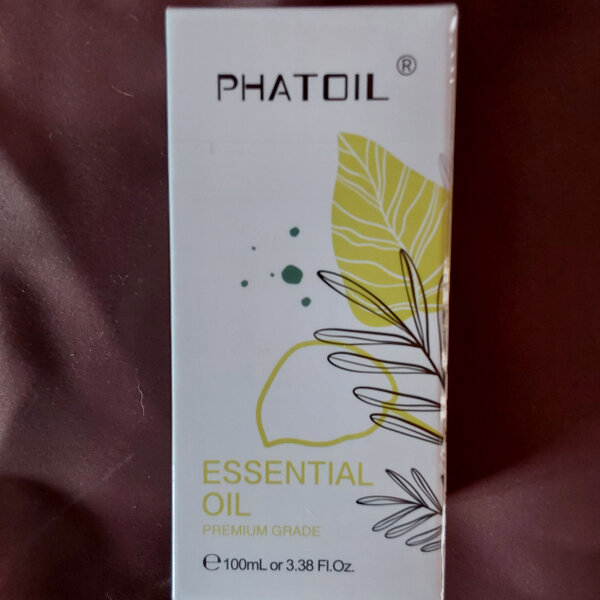 PHATOIL®
ESSENTIAL
OIL
PREMIUM GRADE
℮100mL or 3.38 Fl.Oz.